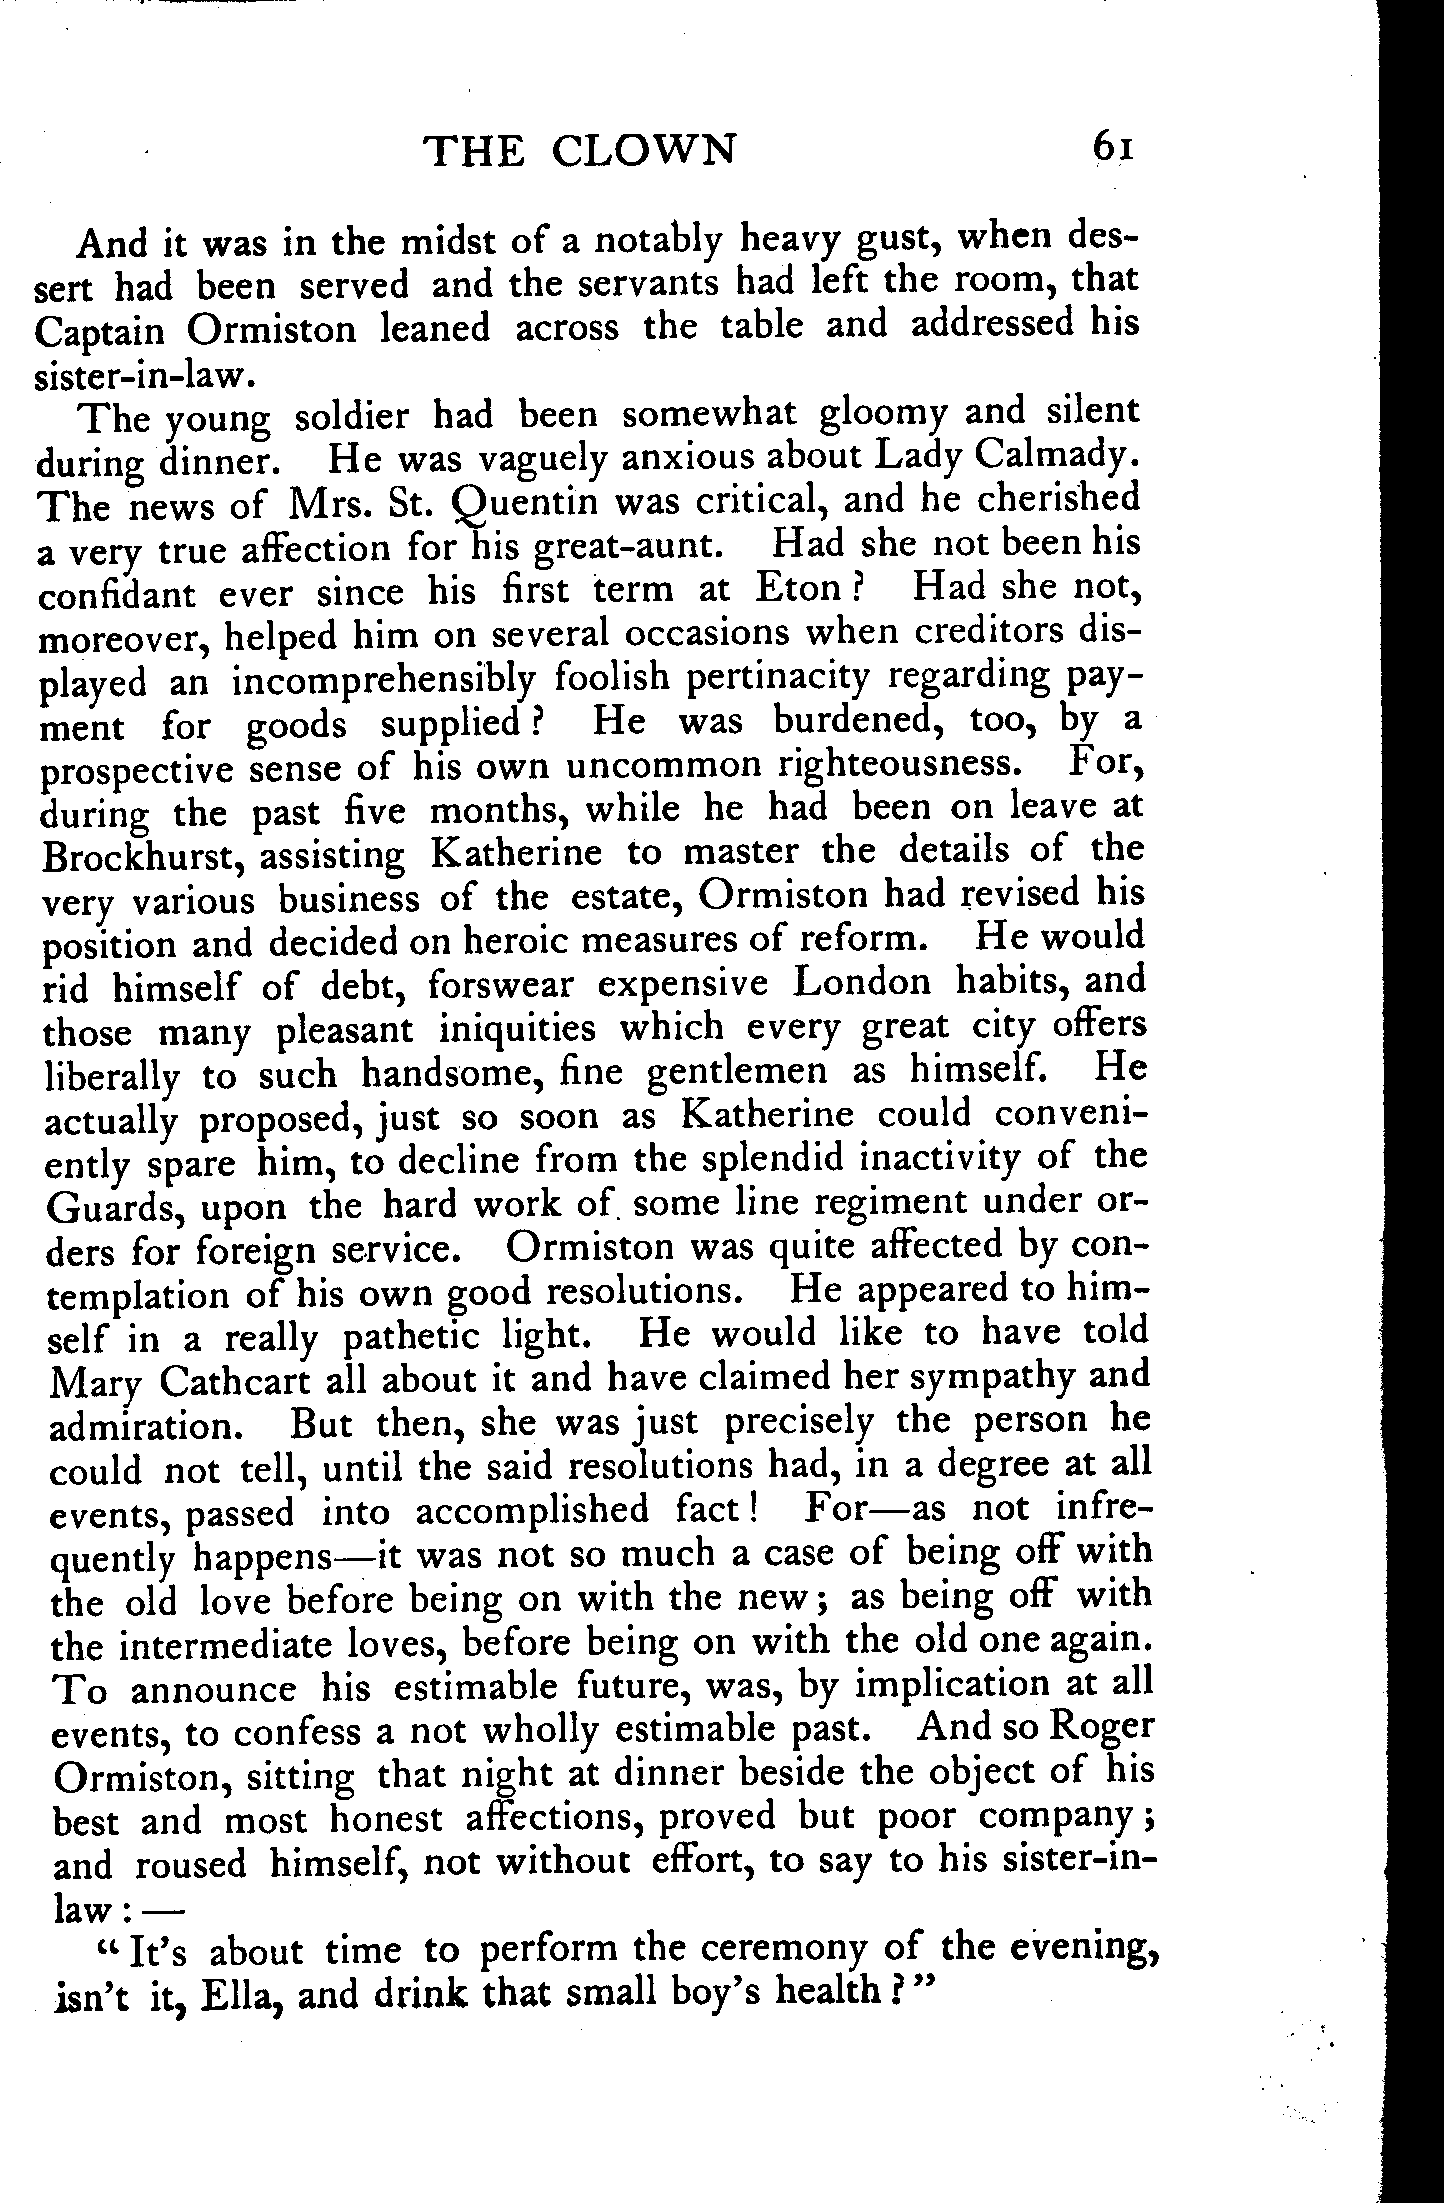 THE CLOWN 61
And it was in the midst of a notably heavy gust, when des-
sert had been served and the servants had left the room, that
Captain Ormiston leaned across the table and addressed his
sister-in-law.
The young soldier had been somewhat gloomy and silent
during dinner. He was vaguely anxious about Lady Calmady.
The news of Mrs. St. Quentin was critical, and he cherished
a very true affection for his great-aunt. Had she not been his
confidant ever since his first term at Eton? Had she not,
moreover, helped him on several occasions when creditors dis-
played an incomprehensibly foolish pertinacity regarding pay-
ment for goods supplied? He was burdened, too, by a
prospective sense of his own uncommon righteousness. For,
during the past five months, while he had been on leave at
Brockhurst, assisting Katherine to master the details of the
very various business of the estate, Ormiston had revised his
position and decided on heroic measures of reform. He would
rid himself of debt, forswear expensive London habits, and
those many pleasant iniquities which every great city offers
liberally to such handsome, fine gentlemen as himself. He
actually proposed, just so soon as Katherine could conveni-
ently spare him, to decline from the splendid inactivity of the
Guards, upon the hard work of some line regiment under or-
ders for foreign service. Ormiston was quite affected by con-
templation of his own good resolutions. He appeared to him-
self in a really pathetic light. He would like to have told
Mary Cathcart all about it and have claimed her sympathy and
admiration. But then, she was just precisely the person he
could not tell, until the said resolutions had, in a degree at all
events, passed into accomplished fact! For—as not infre-
quently happens—it was not so much a case of being off with
the old love before being on with the new; as being off with
the intermediate loves, before being on with the old one again.
To announce his estimable future, was, by implication at all
events, to confess a not wholly estimable past. And so Roger
Ormiston, sitting that night at dinner beside the object of his
best and most honest affections, proved but poor company;
and roused himself, not without effort, to say to his sister-in-
law:—
“It’s about time to perform the ceremony of the evening,
isn’t it, Ella, and drink that small boy’s health?”